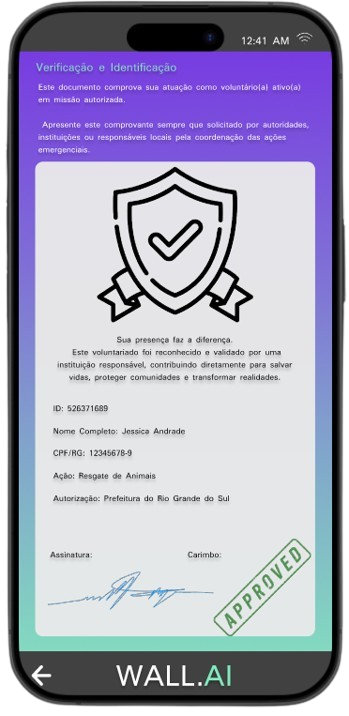 12:41 AM
Verificação e Identificação
Este documento comprova sua atuação como voluntário(a) ativo(a)
em missão autorizada.
Apresente este comprovante sempre que solicitado por autoridades,
instituições ou responsáveis locais pela coordenação das ações
emergenciais.
Sua presença faz a diferença.
Este voluntariado foi reconhecido e validado por uma
instituição responsável, contribuindo diretamente para salvar
vidas, proteger comunidades e transformar realidades.
ID: 526371689
Nome Completo: Jessica Andrade
CPF/RG: 12345678-9
Ação: Resgate de Animais
Autorização: Prefeitura do Rio Grande do Sul
Assinatura: Carimbo:
APPROVED
WALL.AI